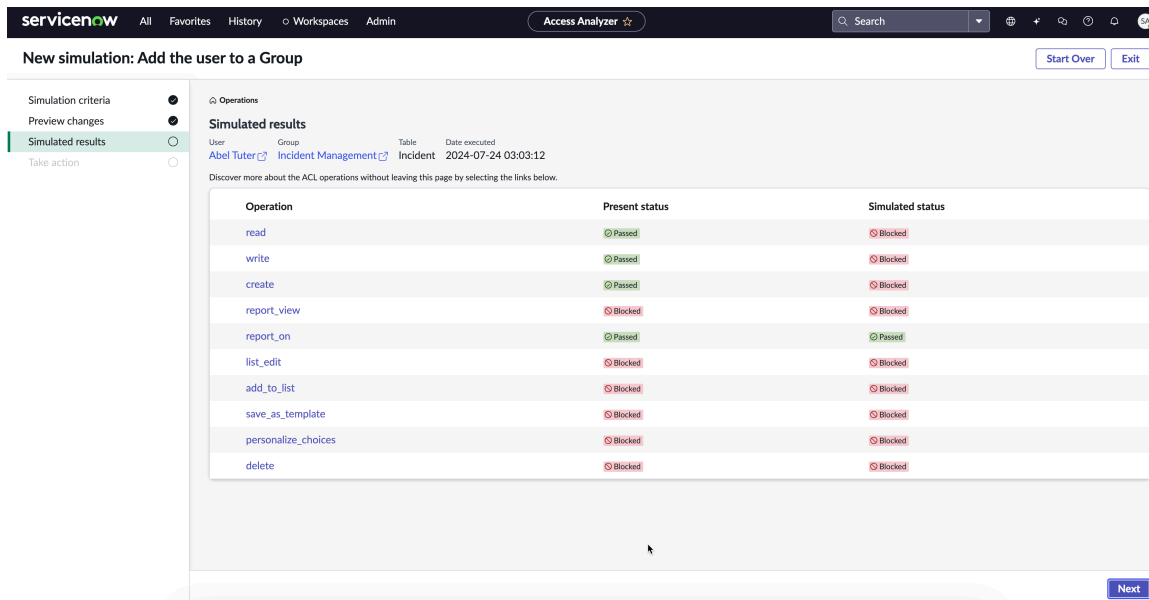 servicenow All Favorites History Workspaces Admin Access Analyzer Search
New simulation: Add the user to a Group Start Over Exit
Simulation criteria
Preview changes
Simulated results
Take action
Operations
Simulated results
User Group Table Date executed
Abel Tuter Incident Management Incident 2024-07-24 03:03:12
Discover more about the ACL operations without leaving this page by selecting the links below.
Operation Present status Simulated status
read Passed Blocked
write Passed Blocked
create Passed Blocked
report_view Blocked Blocked
report_on Passed Passed
list_edit Blocked Blocked
add_to_list Blocked Blocked
save_as_template Blocked Blocked
personalize_choices Blocked Blocked
delete Blocked Blocked
Next